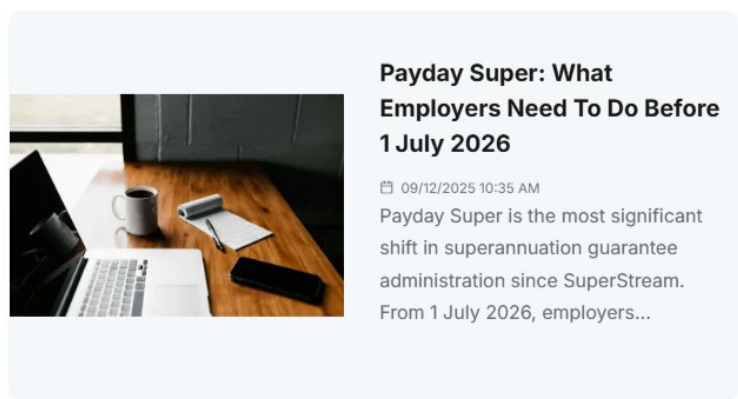 Payday Super: What
Employers Need To Do Before
1 July 2026
09/12/2025 10:35 AM
Payday Super is the most significant
shift in superannuation guarantee
administration since SuperStream.
From 1 July 2026, employers...